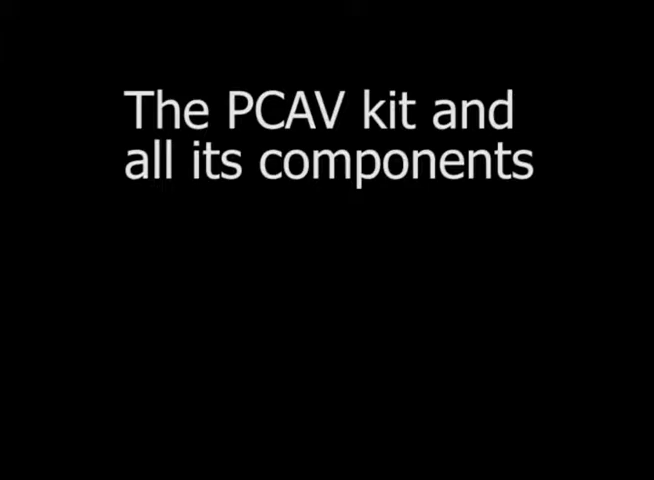 The PCAV kit and
all its components